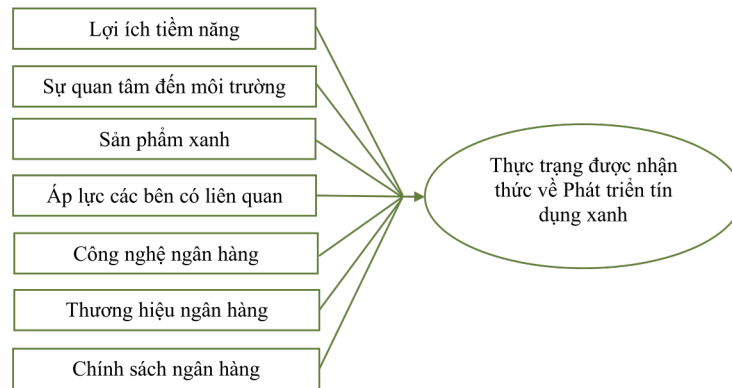 Lợi ích tiềm năng
Sự quan tâm đến môi trường
Sản phẩm xanh
Áp lực các bên có liên quan
Công nghệ ngân hàng
Thương hiệu ngân hàng
Chính sách ngân hàng
Thực trạng được nhận
thức về Phát triển tín
dụng xanh